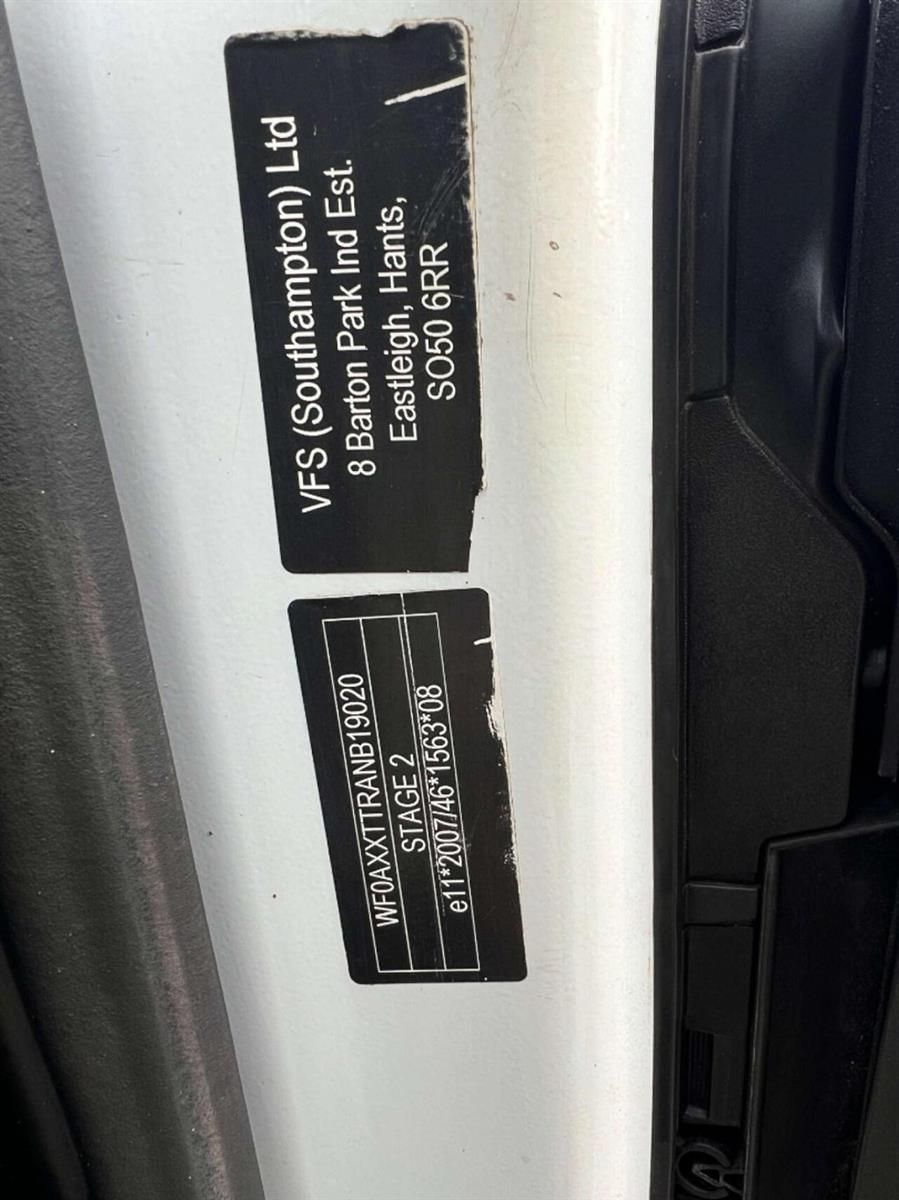 VFS (Southampton) Ltd
8 Barton Park Ind Est.
Eastleigh, Hants,
SO50 6RR
WF0AXXTTRANB19020
STAGE 2
e11*2007/46*1563*08